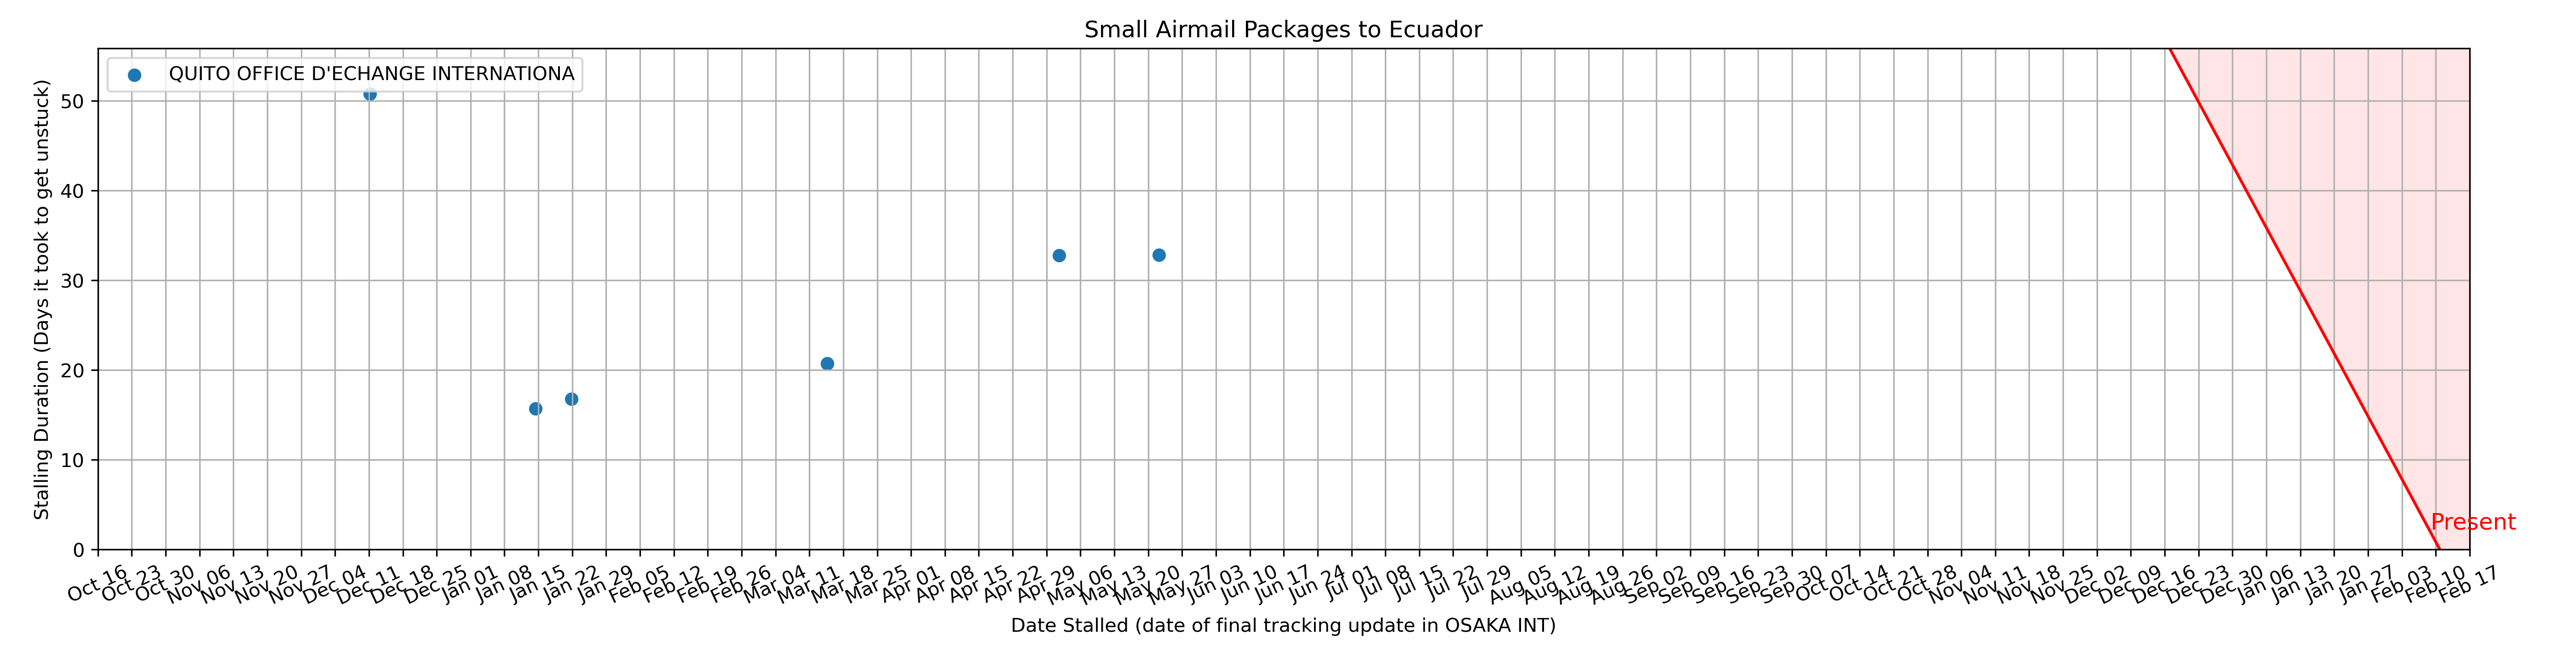 Small Airmail Packages to Ecuador
QUITO OFFICE D'ECHANGE INTERNATIONA
Stalling Duration (Days it took to get unstuck)
50
40
30
20
10
0
Present
Oct 16 Oct 23 Oct 30 Nov 06 Nov 13 Nov 20 Nov 27 Dec 04 Dec 11 Dec 18 Dec 25 Jan 01 Jan 08 Jan 15 Jan 22 Jan 29 Feb 05 Feb 12 Feb 19 Feb 26 Mar 04 Mar 11 Mar 18 Mar 25 Apr 01 Apr 08 Apr 15 Apr 22 Apr 29 May 06 May 13 May 20 May 27 Jun 03 Jun 10 Jun 17 Jun 24 Jul 01 Jul 08 Jul 15 Jul 22 Jul 29 Aug 05 Aug 12 Aug 19 Aug 26 Sep 02 Sep 09 Sep 16 Sep 23 Sep 30 Oct 07 Oct 14 Oct 21 Oct 28 Nov 04 Nov 11 Nov 18 Nov 25 Dec 02 Dec 09 Dec 16 Dec 23 Dec 30 Jan 06 Jan 13 Jan 20 Jan 27 Feb 03 Feb 10 Feb 17
Date Stalled (date of final tracking update in OSAKA INT)